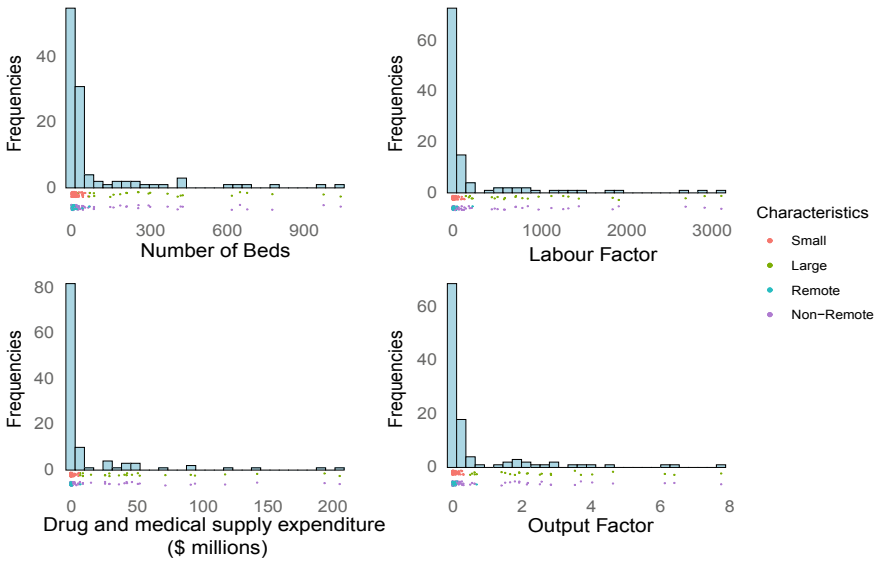 Frequencies
0
20
40
0
300
600
900
Number of Beds
Frequencies
0
20
40
60
0
1000
2000
3000
Labour Factor
Frequencies
0
20
40
60
80
0
50
100
150
200
Drug and medical supply expenditure
($ millions)
Frequencies
0
20
40
60
0
2
4
6
8
Output Factor
Characteristics
Small
Large
Remote
Non−Remote